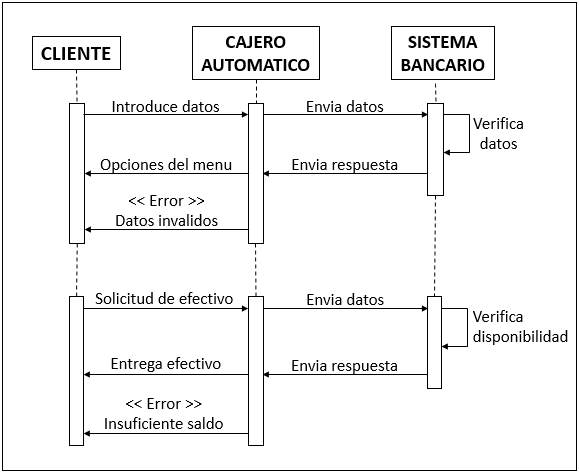 CLIENTE
CAJERO
AUTOMATICO
SISTEMA
BANCARIO
Introduce datos
Envia datos
Verifica
datos
Opciones del menu
Envia respuesta
<< Error >>
Datos invalidos
Solicitud de efectivo
Envia datos
Verifica
disponibilidad
Entrega efectivo
Envia respuesta
<< Error >>
Insuficiente saldo